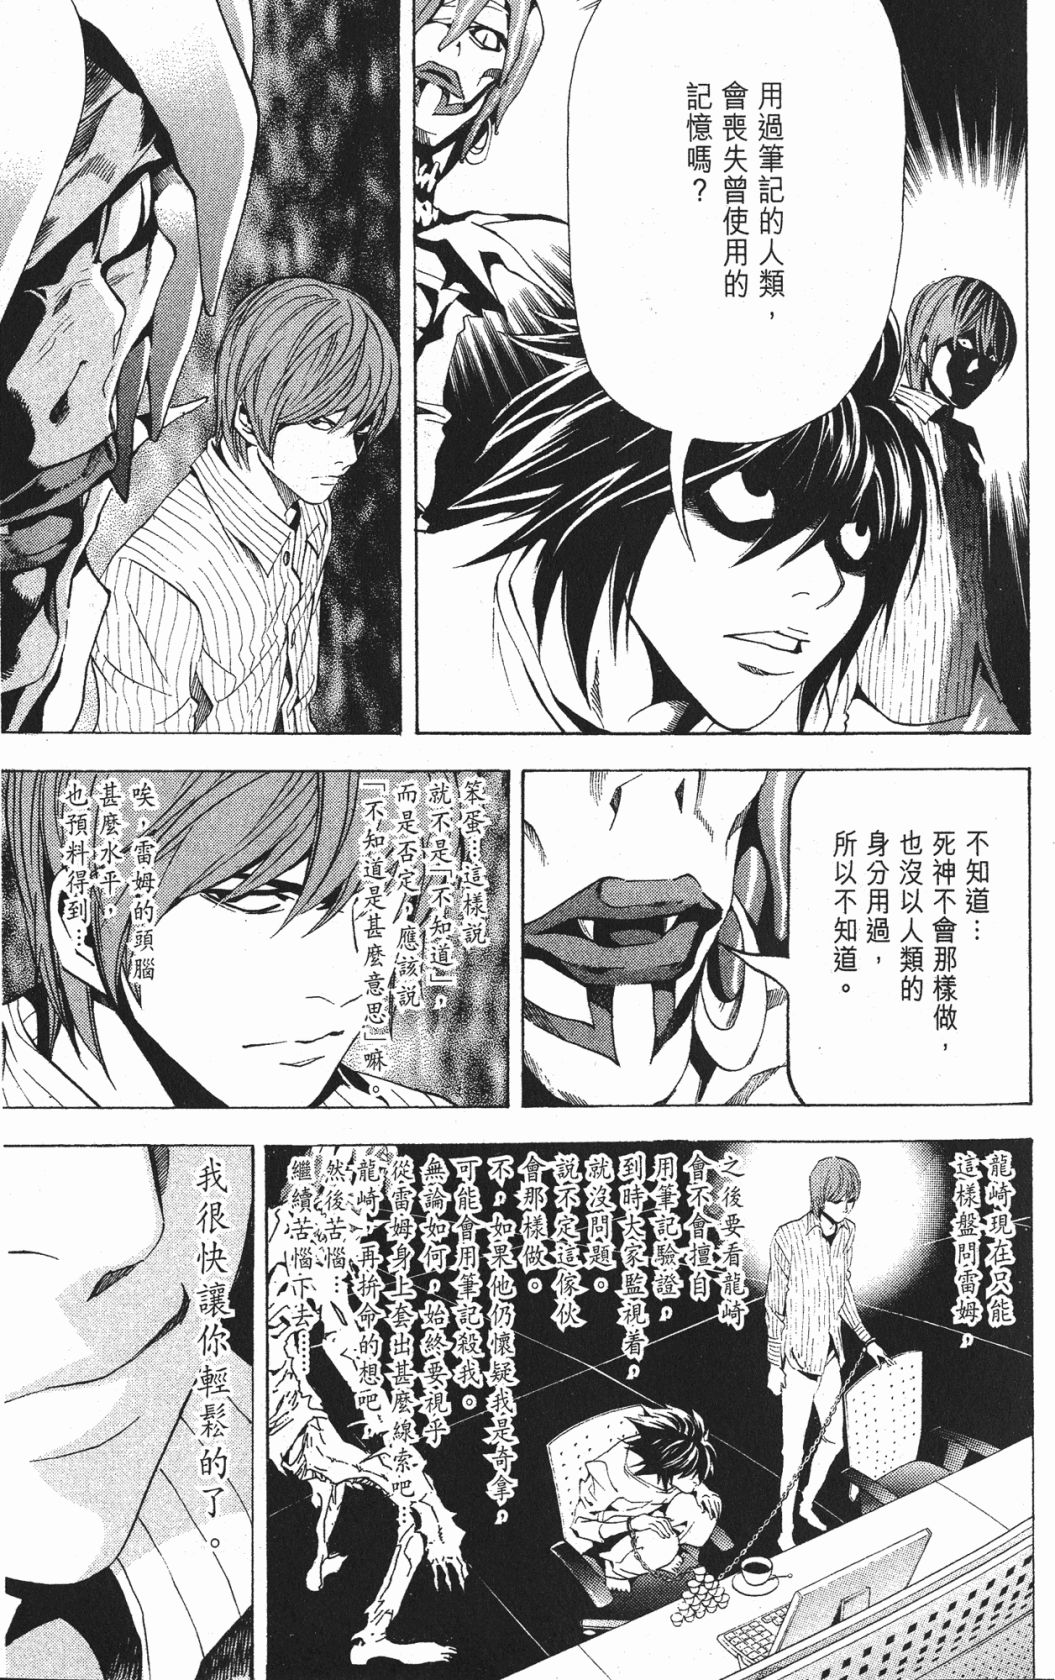 用過筆記的人類，
會喪失曾使用的
記憶嗎？
不知道…
死神不會那樣做，
也沒以人類的
身分用過，
所以不知道。
笨蛋…這樣說
就不是「不知道」，
而是否定，應該說
「不知道是甚麼意思」嘛。
唉，雷姆的頭腦
甚麼水平，
也預料得到…
龍崎現在只能
這樣盤問雷姆，
之後要看龍崎
會不會擅自
用筆記驗證，
到時大家監視着，
就沒問題。
說不定這傢伙
會那樣做。
不，如果他仍懷疑我是奇拿，
可能會用筆記殺我。
無論如何，始終要視乎
從雷姆身上套出甚麼線索吧…
龍崎，再拚命的想吧，
然後苦惱…
繼續苦惱下去……
我很快讓你輕鬆的了。